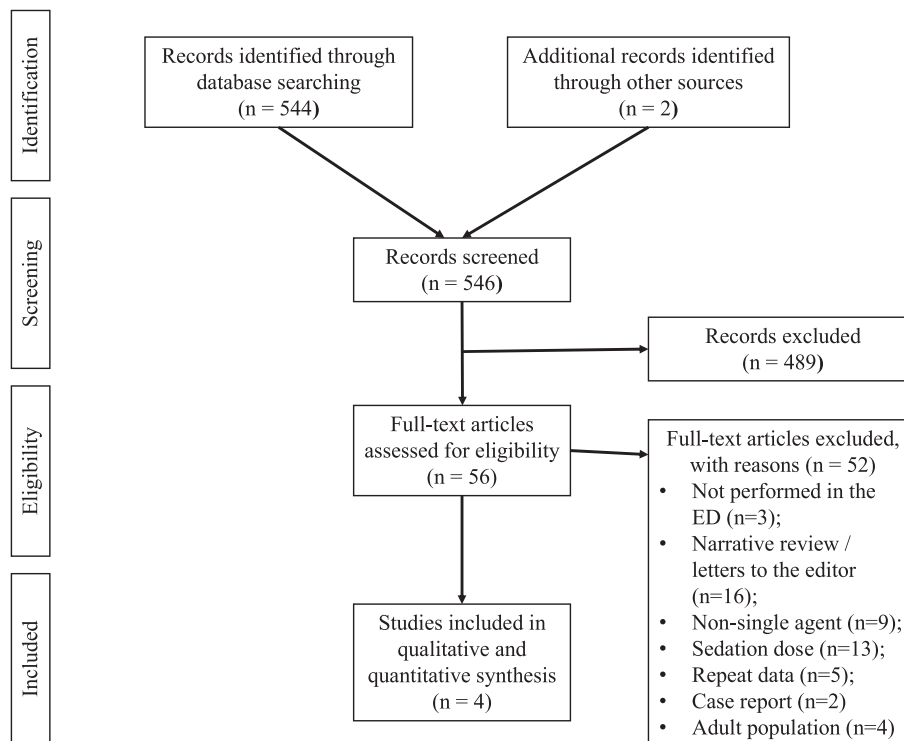 Identification
Records identified through
database searching
(n = 544)
Additional records identified
through other sources
(n = 2)
Screening
Records screened
(n = 546)
Records excluded
(n = 489)
Eligibility
Full-text articles
assessed for eligibility
(n = 56)
Full-text articles excluded,
with reasons (n = 52)
• Not performed in the
ED (n=3);
• Narrative review /
letters to the editor
(n=16);
• Non-single agent (n=9);
• Sedation dose (n=13);
• Repeat data (n=5);
• Case report (n=2)
• Adult population (n=4)
Included
Studies included in
qualitative and
quantitative synthesis
(n = 4)